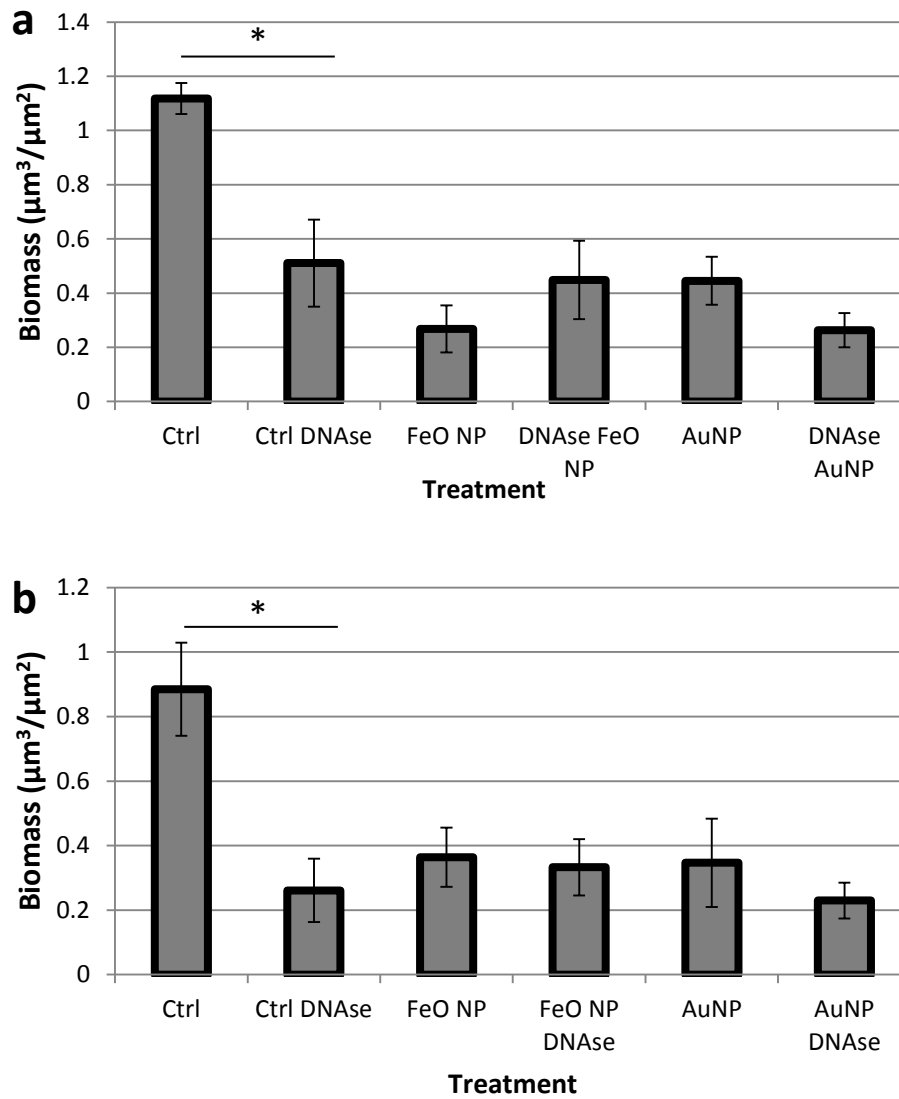 a
1.4
1.2
1
0.8
0.6
0.4
0.2
0
Biomass (µm³/µm²)
*
Ctrl
Ctrl DNAse
FeO NP
DNAse FeO
NP
AuNP
DNAse
AuNP
Treatment
b
1.2
1
0.8
0.6
0.4
0.2
0
Biomass (µm³/µm²)
*
Ctrl
Ctrl DNAse
FeO NP
FeO NP
DNAse
AuNP
AuNP
DNAse
Treatment